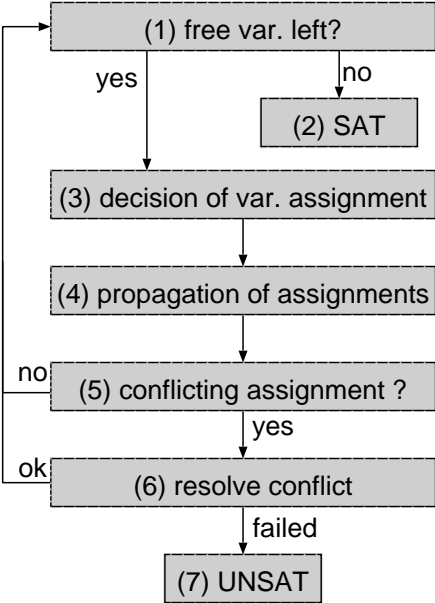 (1) free var. left?
yes
no
(2) SAT
(3) decision of var. assignment
(4) propagation of assignments
no
(5) conflicting assignment ?
yes
ok
(6) resolve conflict
failed
(7) UNSAT